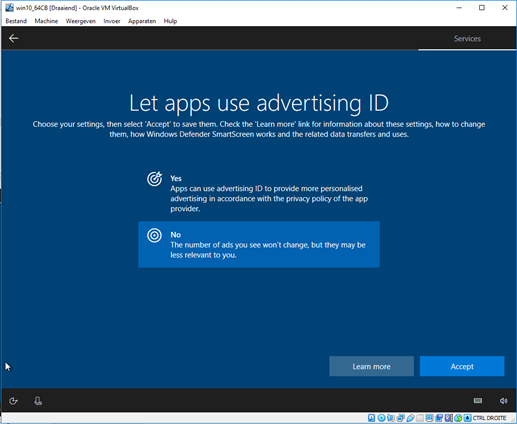 win10_64CB [Draaiend] - Oracle VM VirtualBox
Bestand Machine Weergeven Invoer Apparaten Help
Services
Let apps use advertising ID
Choose your settings, then select 'Accept' to save them. Check the 'Learn more' link for information about these settings, how to change
them, how Windows Defender SmartScreen works and the related data transfers and uses.
Yes
Apps can use advertising ID to provide more personalised
advertising in accordance with the privacy policy of the app
provider.
No
The number of ads you see won't change, but they may be
less relevant to you.
Learn more
Accept
CTRL DROITE